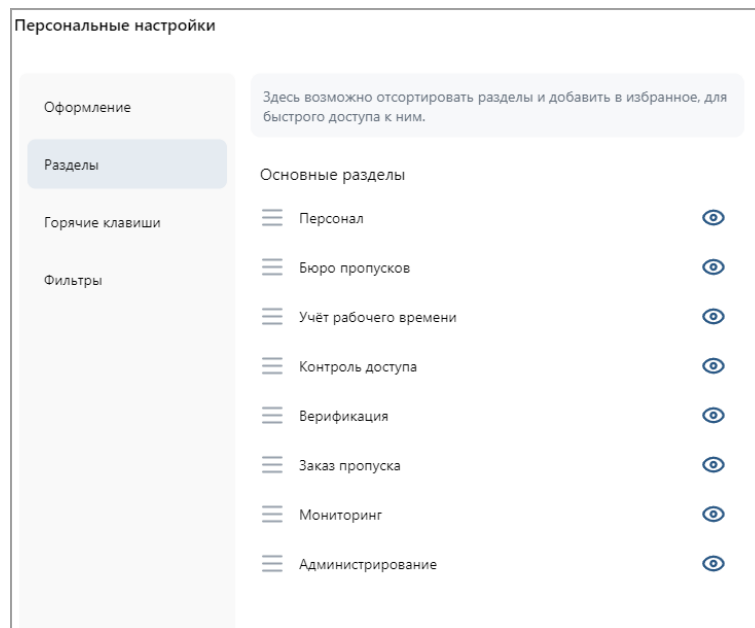 Персональные настройки
Оформление
Разделы
Горячие клавиши
Фильтры
Здесь возможно отсортировать разделы и добавить в избранное, для
быстрого доступа к ним.
Основные разделы
Персонал
Бюро пропусков
Учёт рабочего времени
Контроль доступа
Верификация
Заказ пропуска
Мониторинг
Администрирование